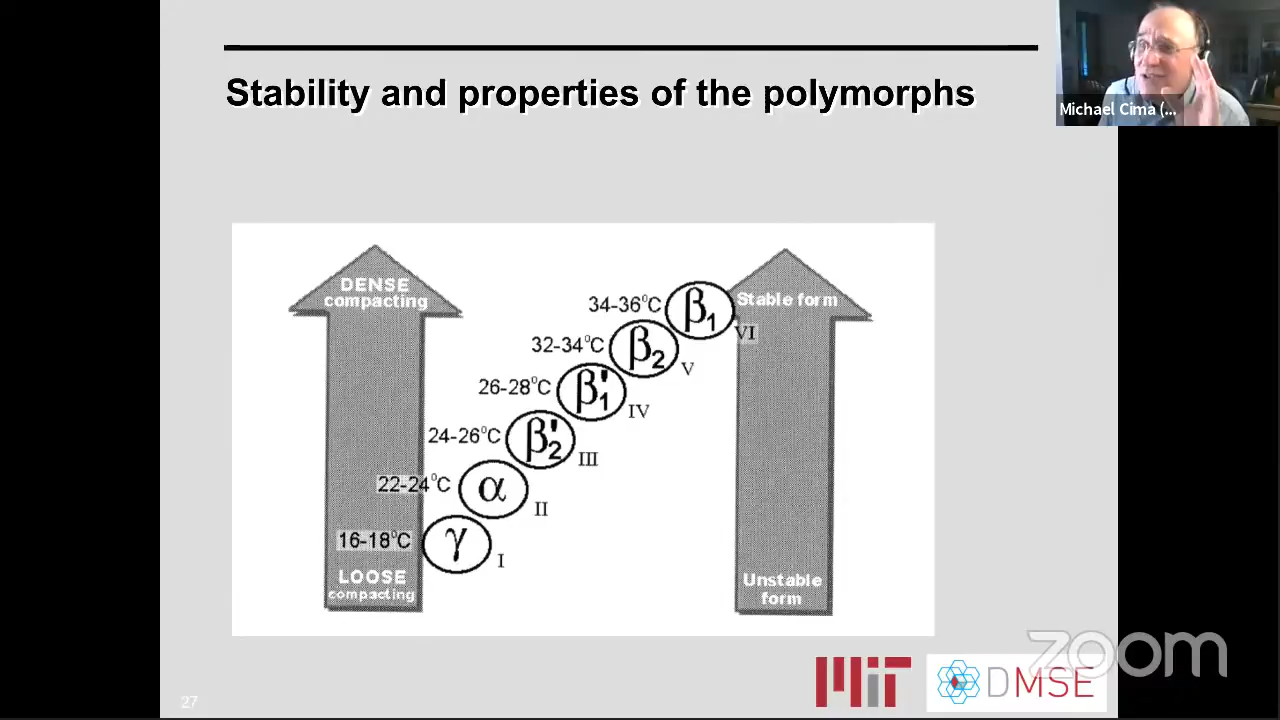 Stability and properties of the polymorphs
Michael Cima (...
DENSE
compacting
34-36°C
β1
Stable form
VI
32-34°C
β2
V
26-28°C
β'1
IV
24-26°C
β'2
III
22-24°C
α
II
16-18°C
γ
I
LOOSE
compacting
Unstable
form
MIT
DMSE
zoom
27